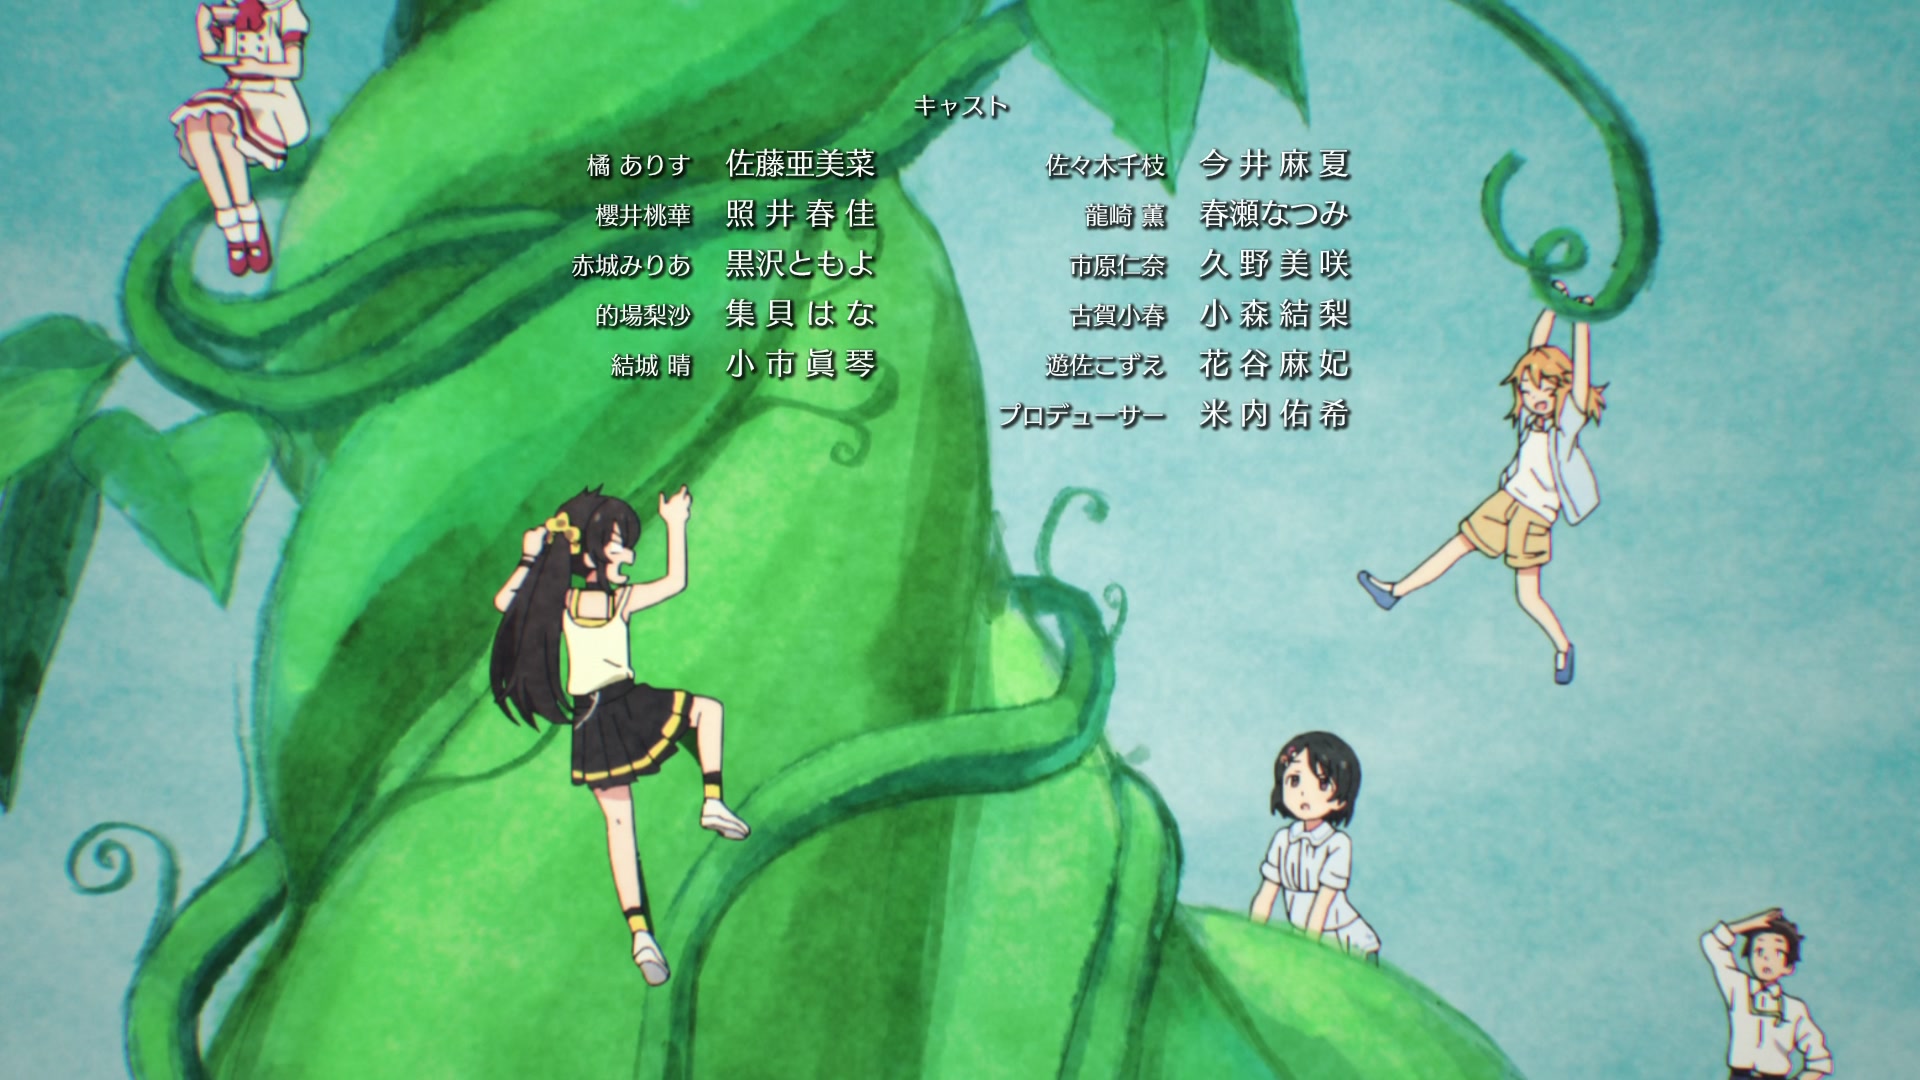 キャスト
橘 ありす 佐藤亜美菜
櫻井桃華 照井春佳
赤城みりあ 黒沢ともよ
的場梨沙 集貝はな
結城 晴 小市眞琴
佐々木千枝 今井麻夏
龍崎 薫 春瀬なつみ
市原仁奈 久野美咲
古賀小春 小森結梨
遊佐こずえ 花谷麻妃
プロデューサー 米内佑希